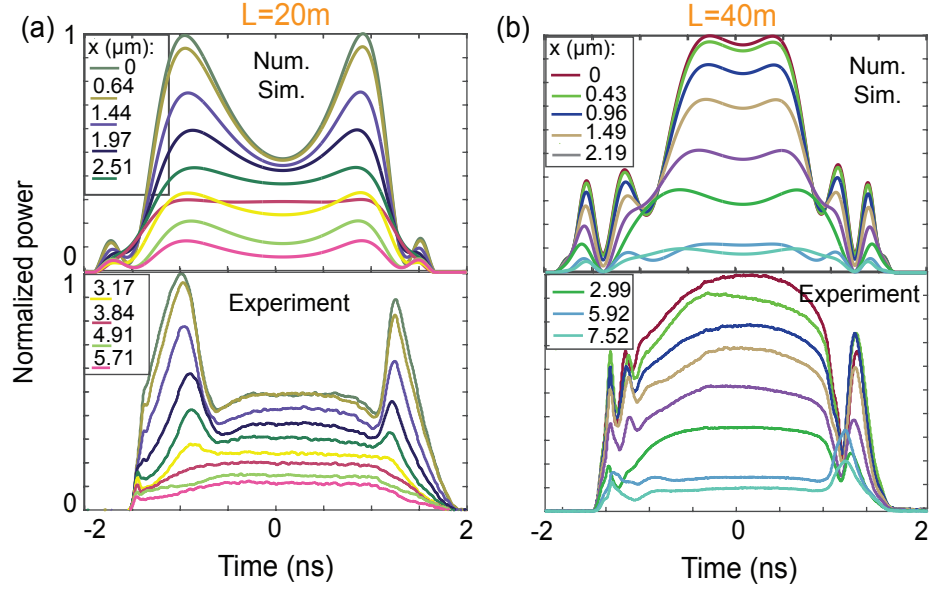 (a)
L=20m
1
x (μm):
0
0.64
1.44
1.97
2.51
Num.
Sim.
0
1
3.17
3.84
4.91
5.71
Experiment
0
-2
0
2
Normalized power
Time (ns)
(b)
L=40m
x (μm):
0
0.43
0.96
1.49
2.19
Num.
Sim.
2.99
5.92
7.52
Experiment
-2
0
2
Time (ns)